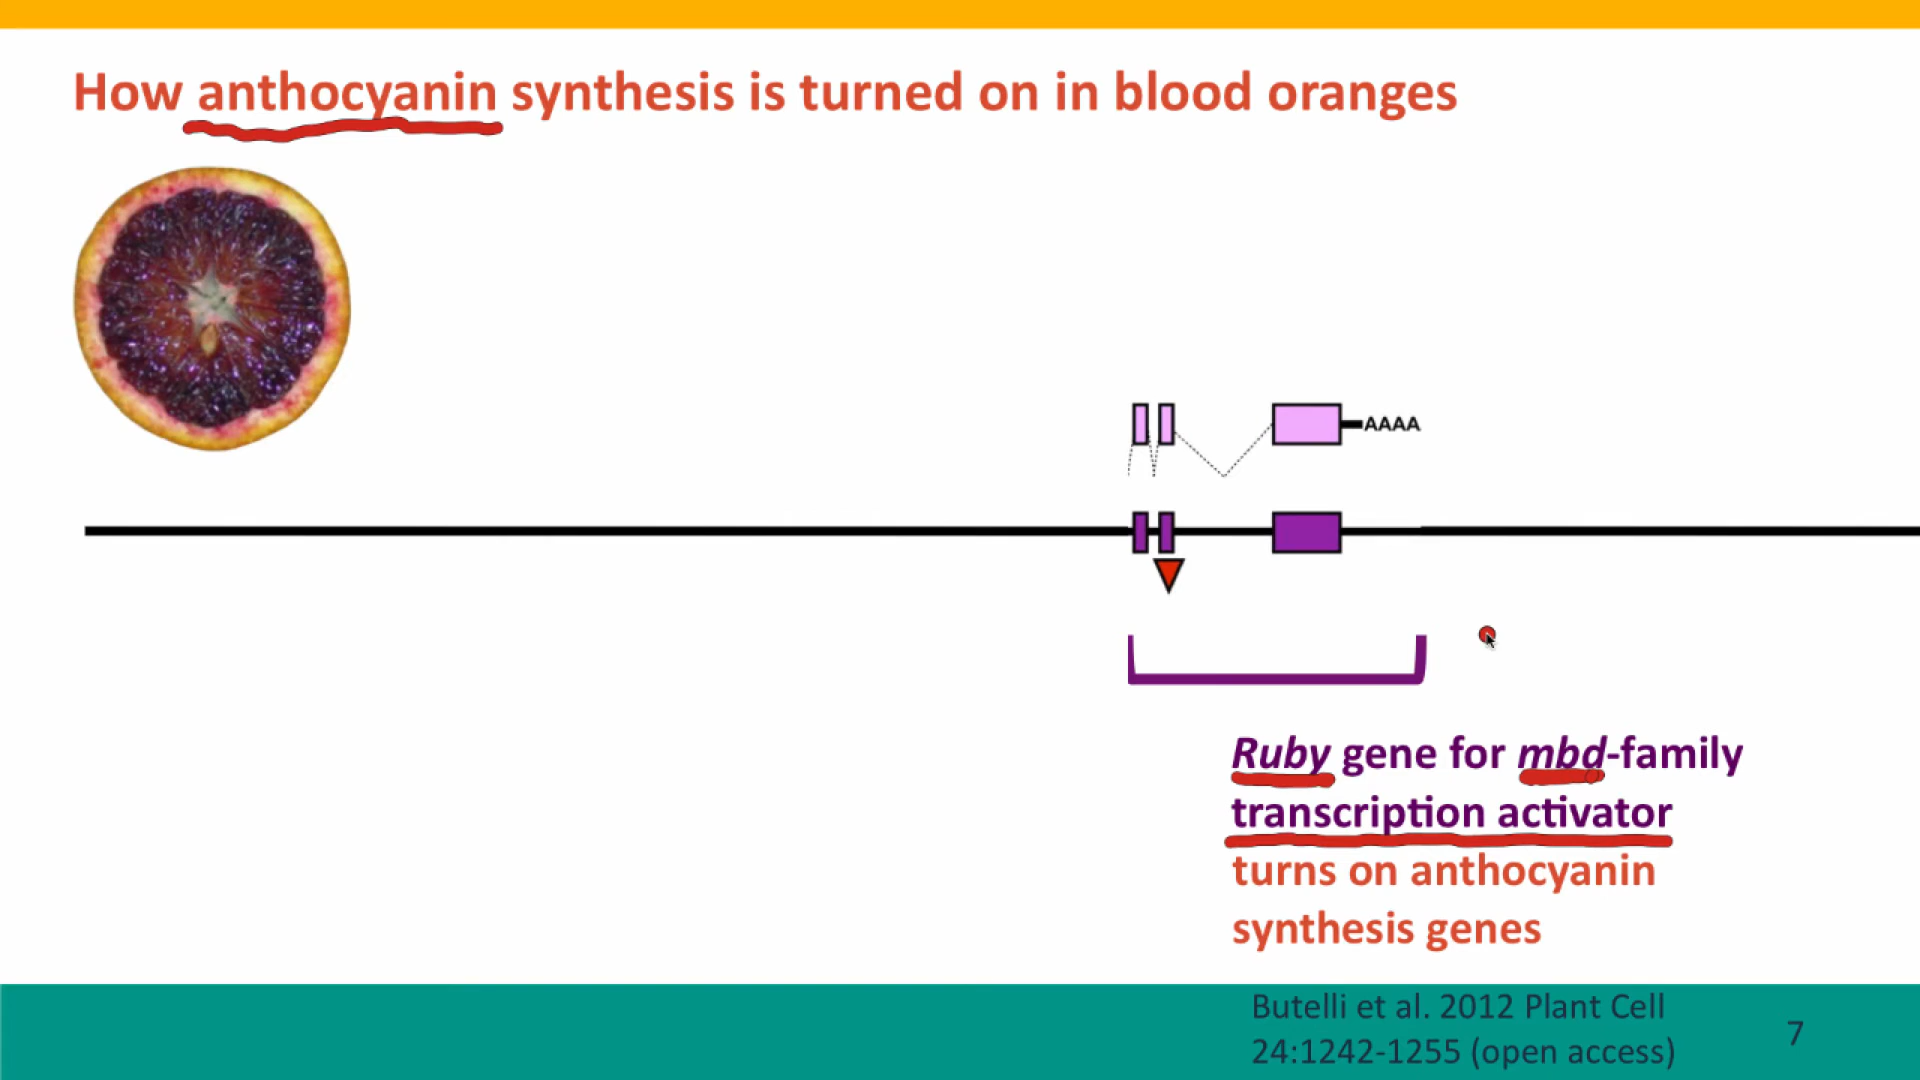 How anthocyanin synthesis is turned on in blood oranges
AAAA
Ruby gene for mbd-family
transcription activator
turns on anthocyanin
synthesis genes
Butelli et al. 2012 Plant Cell
24:1242-1255 (open access)
7